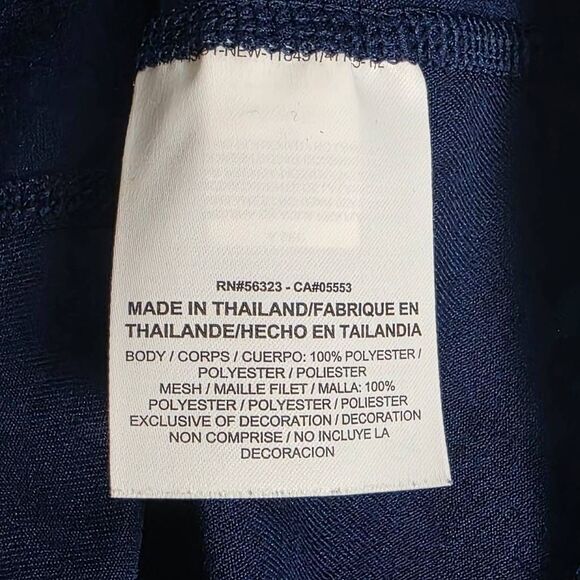 RN#56323 - CA#05553
MADE IN THAILAND/FABRIQUE EN
THAILANDE/HECHO EN TAILANDIA
BODY / CORPS / CUERPO: 100% POLYESTER /
POLYESTER / POLIESTER
MESH / MAILLE FILET / MALLA: 100%
POLYESTER / POLYESTER / POLIESTER
EXCLUSIVE OF DECORATION / DECORATION
NON COMPRISE / NO INCLUYE LA
DECORACION